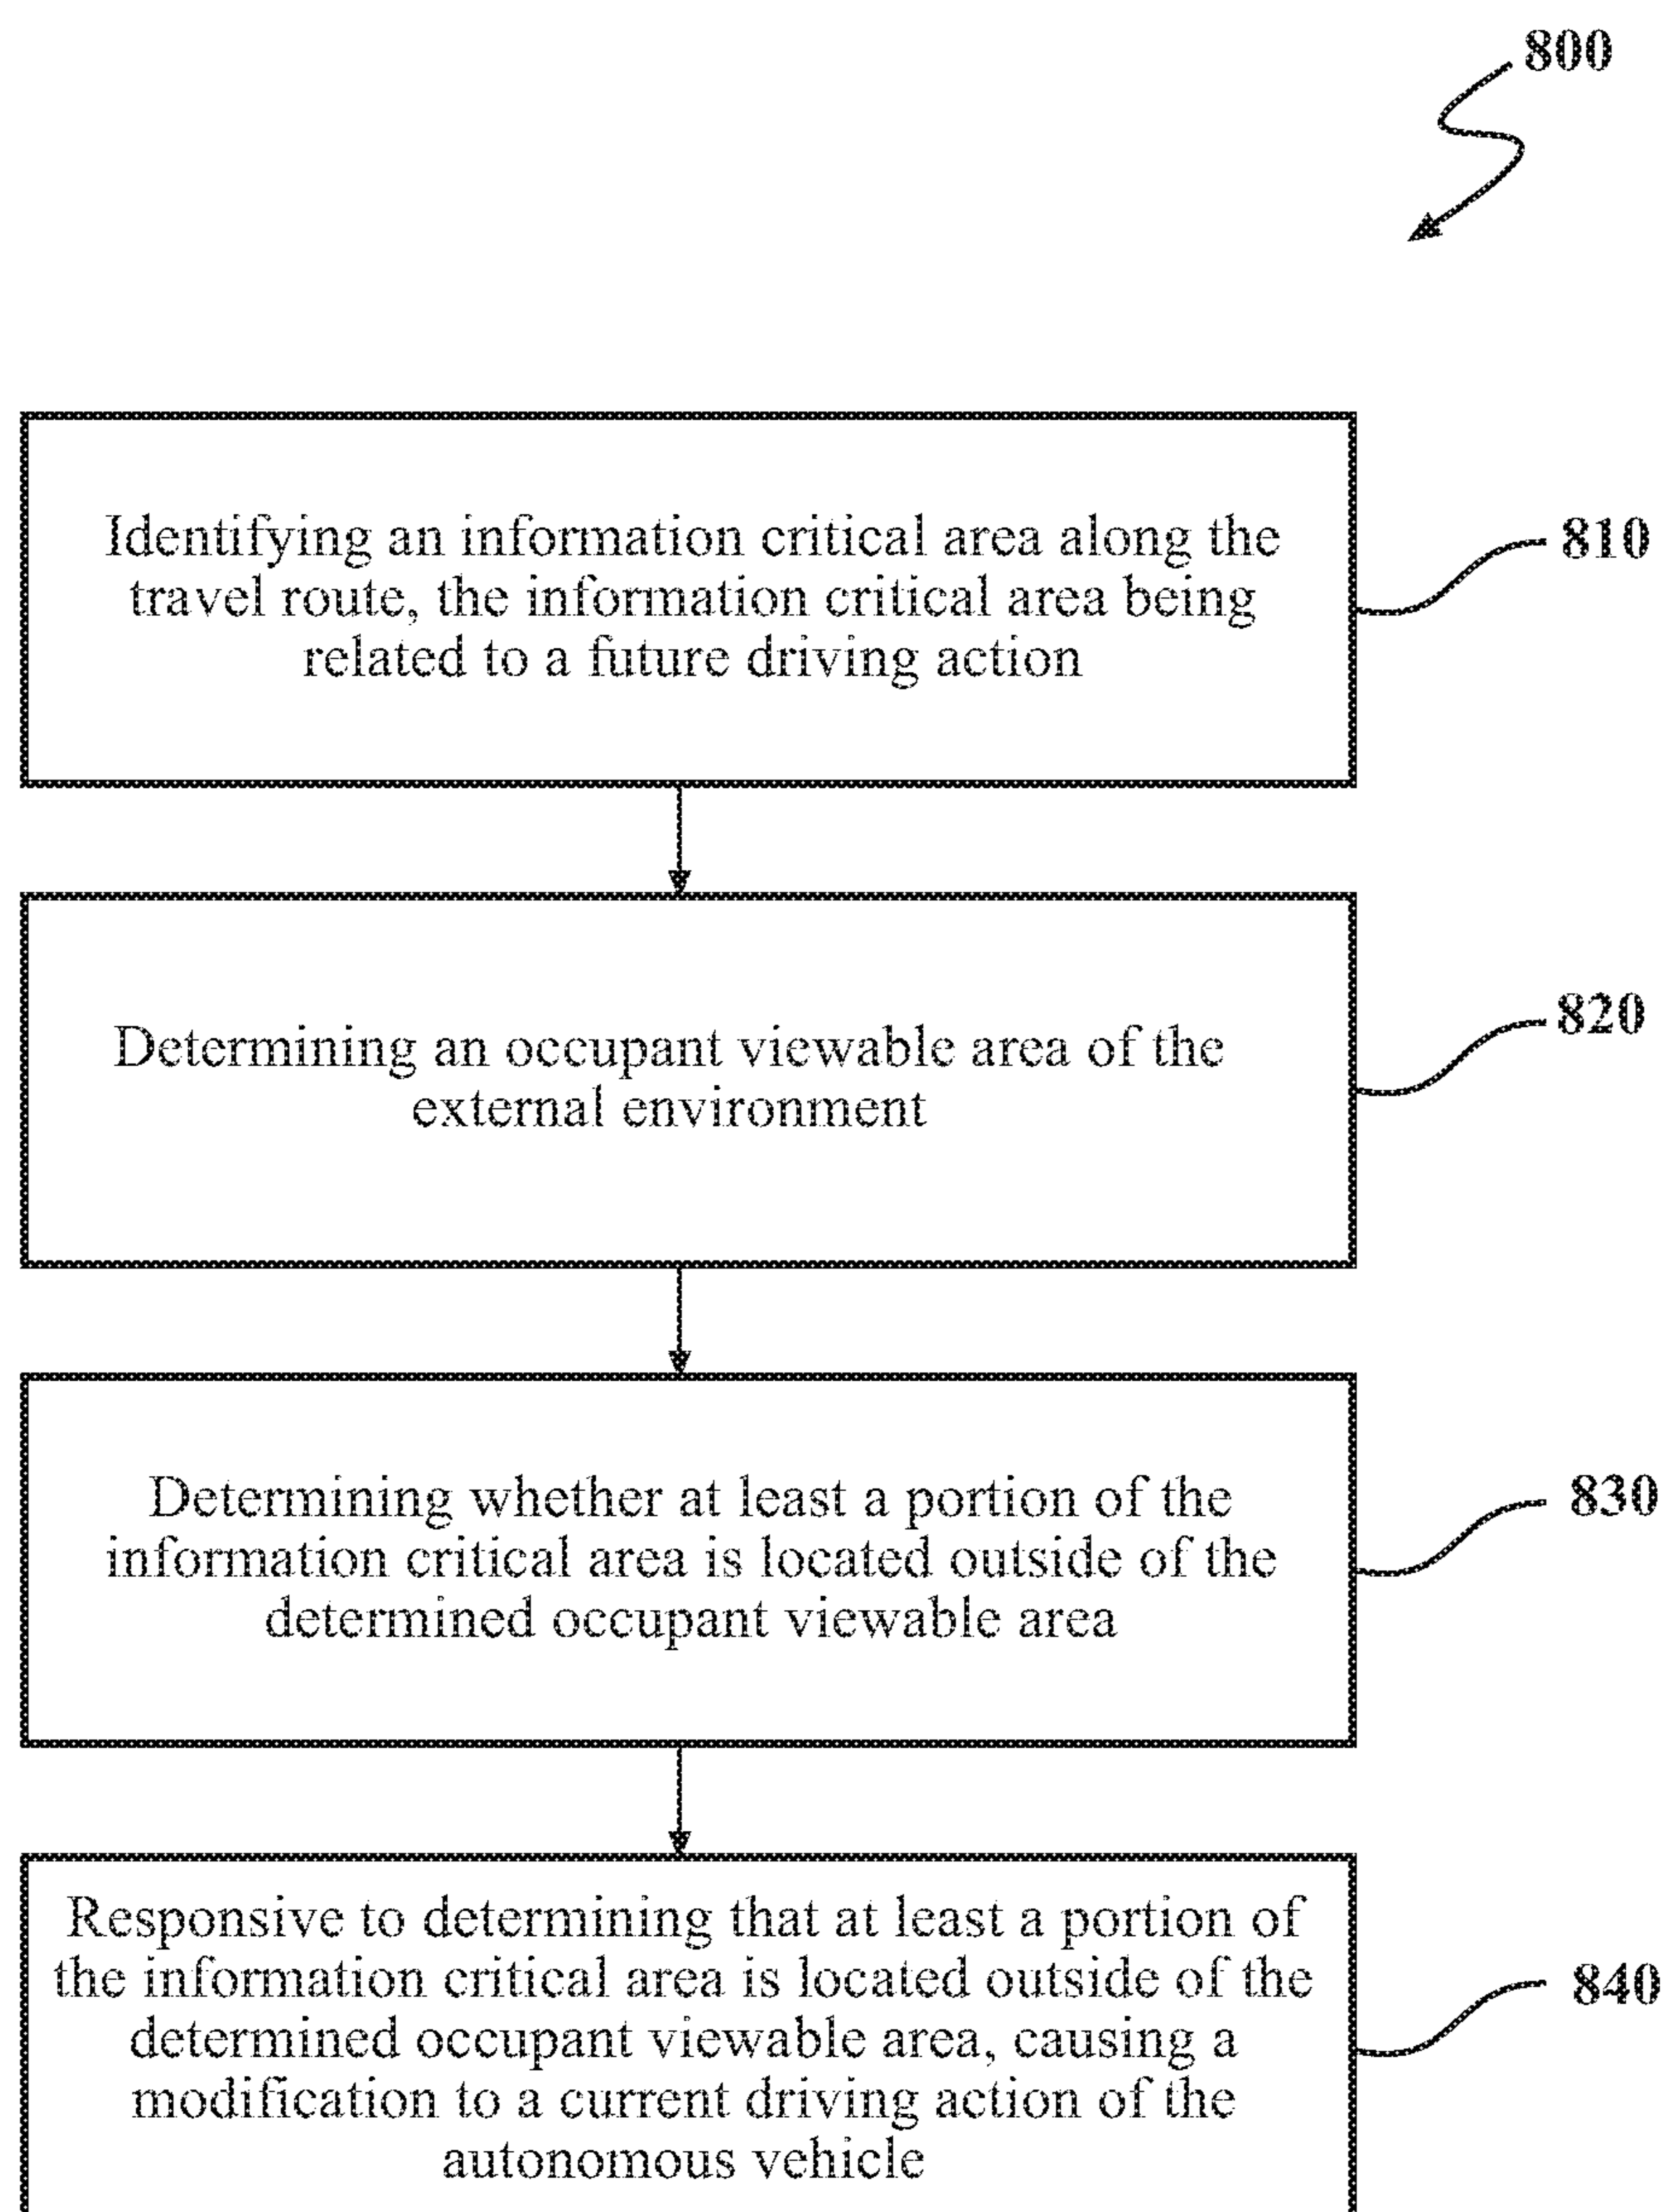 800
Identifying an information critical area along the
travel route, the information critical area being
related to a future driving action
810
Determining an occupant viewable area of the
external environment
820
Determining whether at least a portion of the
information critical area is located outside of the
determined occupant viewable area
830
Responsive to determining that at least a portion of
the information critical area is located outside of the
determined occupant viewable area, causing a
modification to a current driving action of the
autonomous vehicle
840